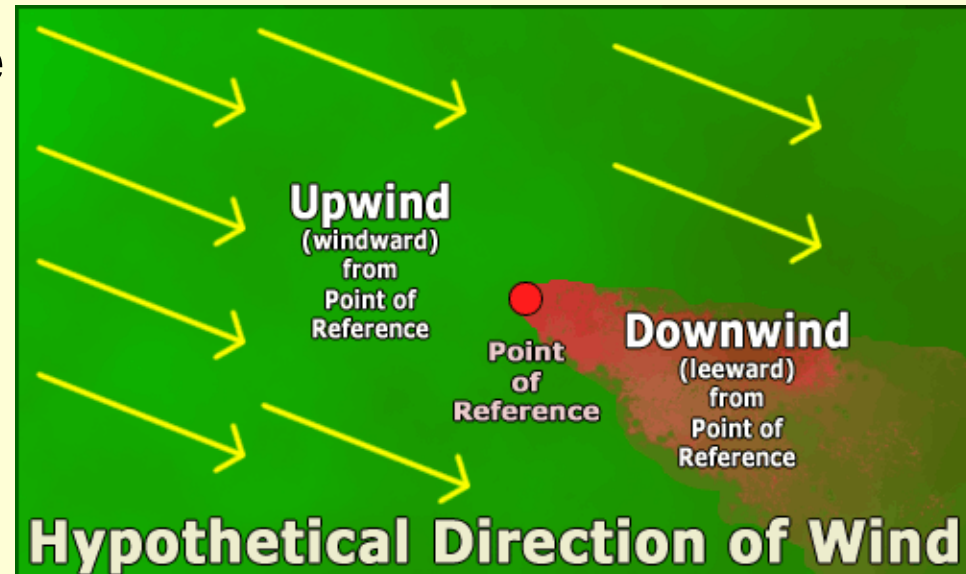 e
Upwind
(windward)
from
Point of
Reference
Point
of
Reference
Downwind
(leeward)
from
Point of
Reference
Hypothetical Direction of Wind